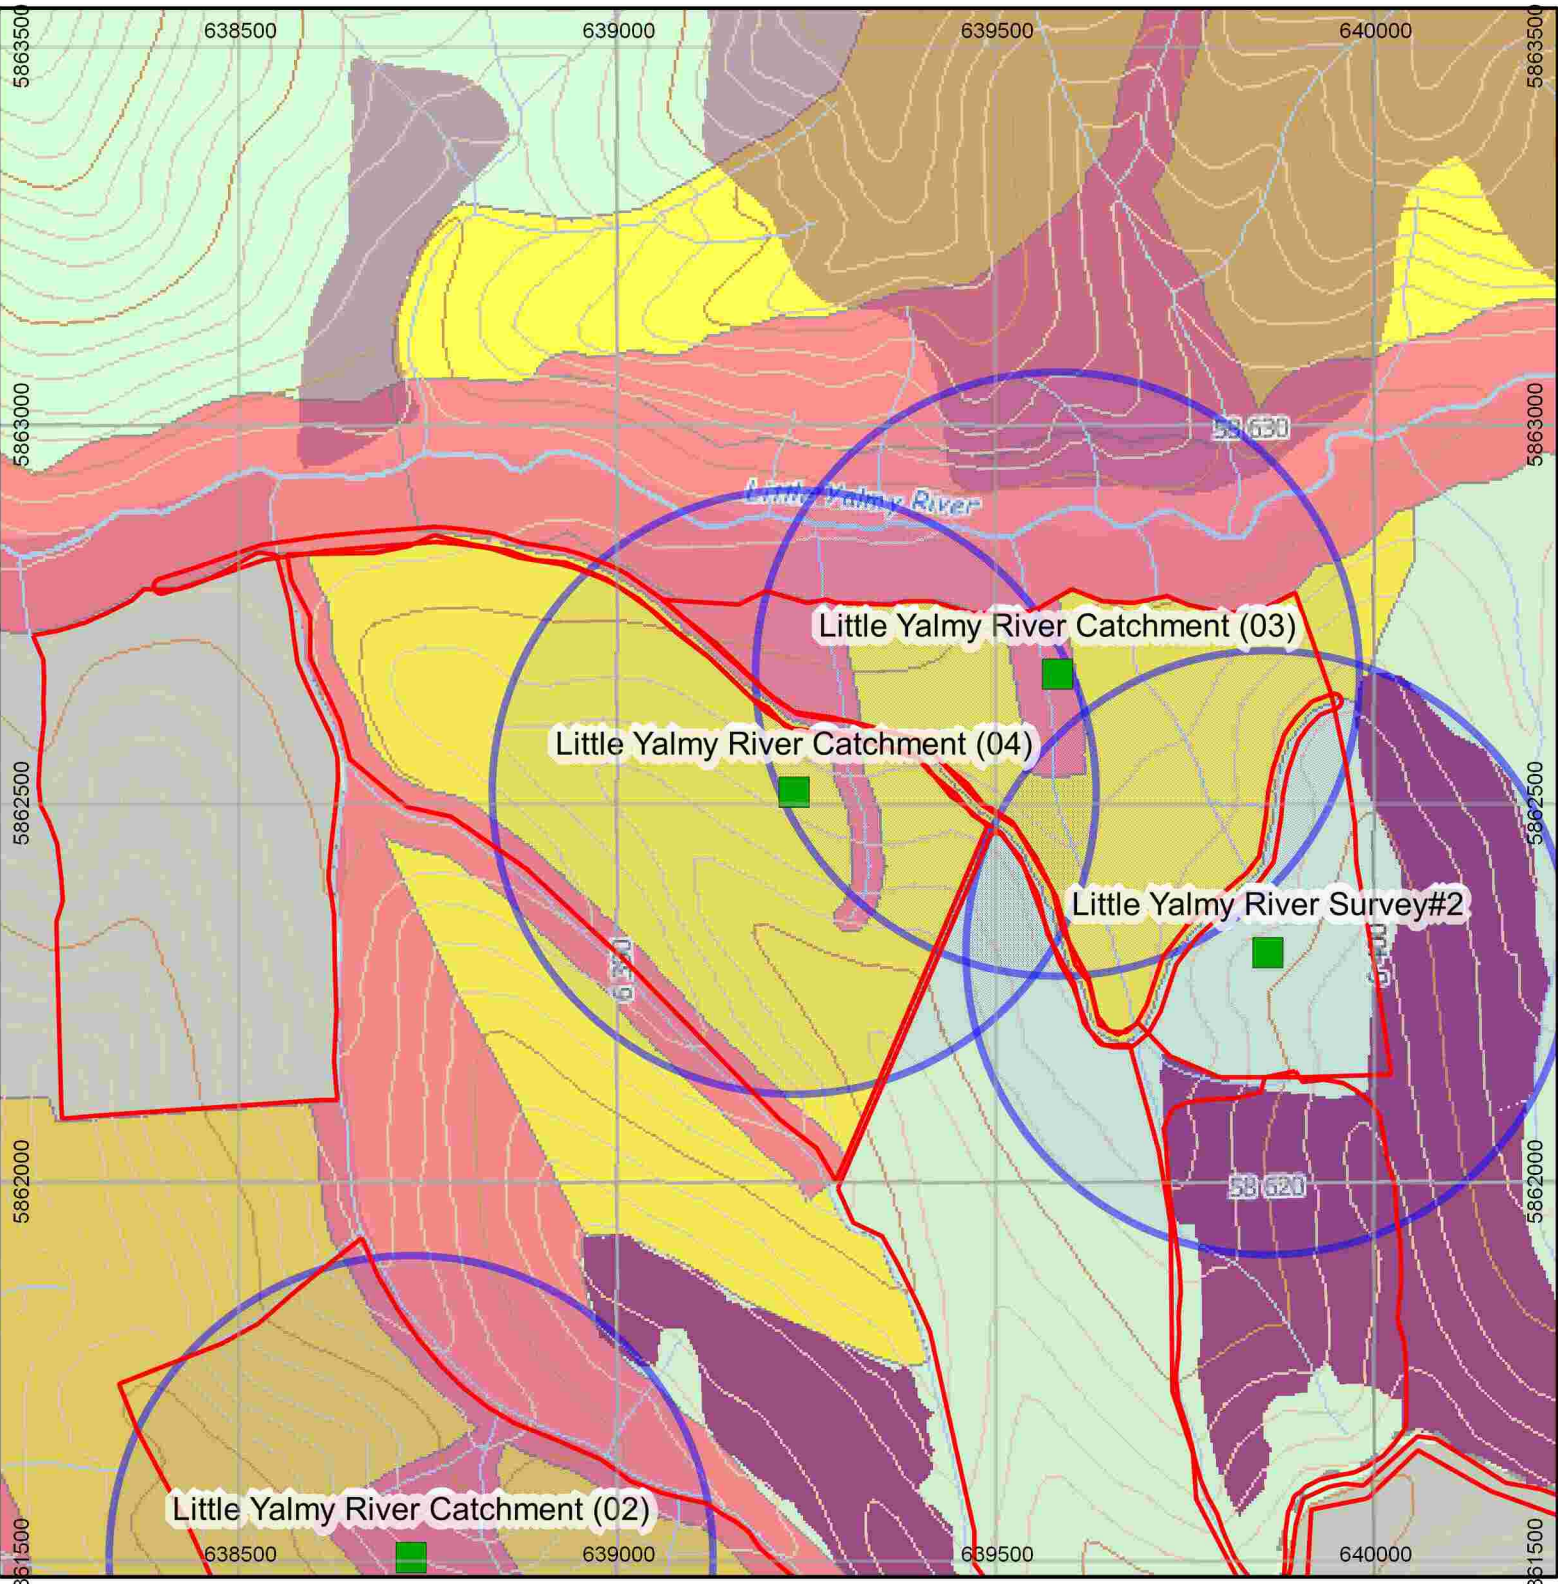 638500 639000 639500 640000
5863500
5863500
58 630
5863000
5863000
Little Yalmy River
Little Yalmy River Catchment (03)
Little Yalmy River Catchment (04)
5862500
5862500
Little Yalmy River Survey#2
5862000
58 620
5862000
Little Yalmy River Catchment (02)
861500
861500
638500 639000 639500 640000